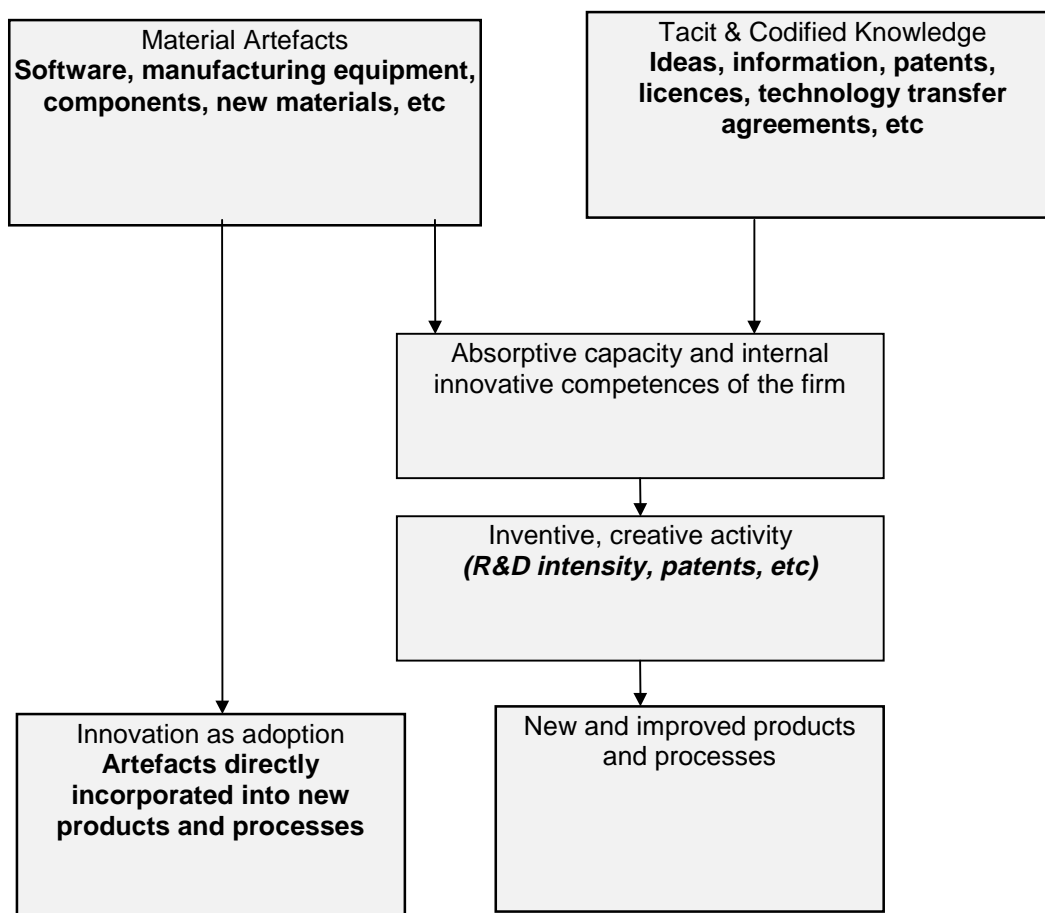 Material Artefacts
Software, manufacturing equipment,
components, new materials, etc
Tacit & Codified Knowledge
Ideas, information, patents,
licences, technology transfer
agreements, etc
Absorptive capacity and internal
innovative competences of the firm
Inventive, creative activity
(R&D intensity, patents, etc)
Innovation as adoption
Artefacts directly
incorporated into new
products and processes
New and improved products
and processes